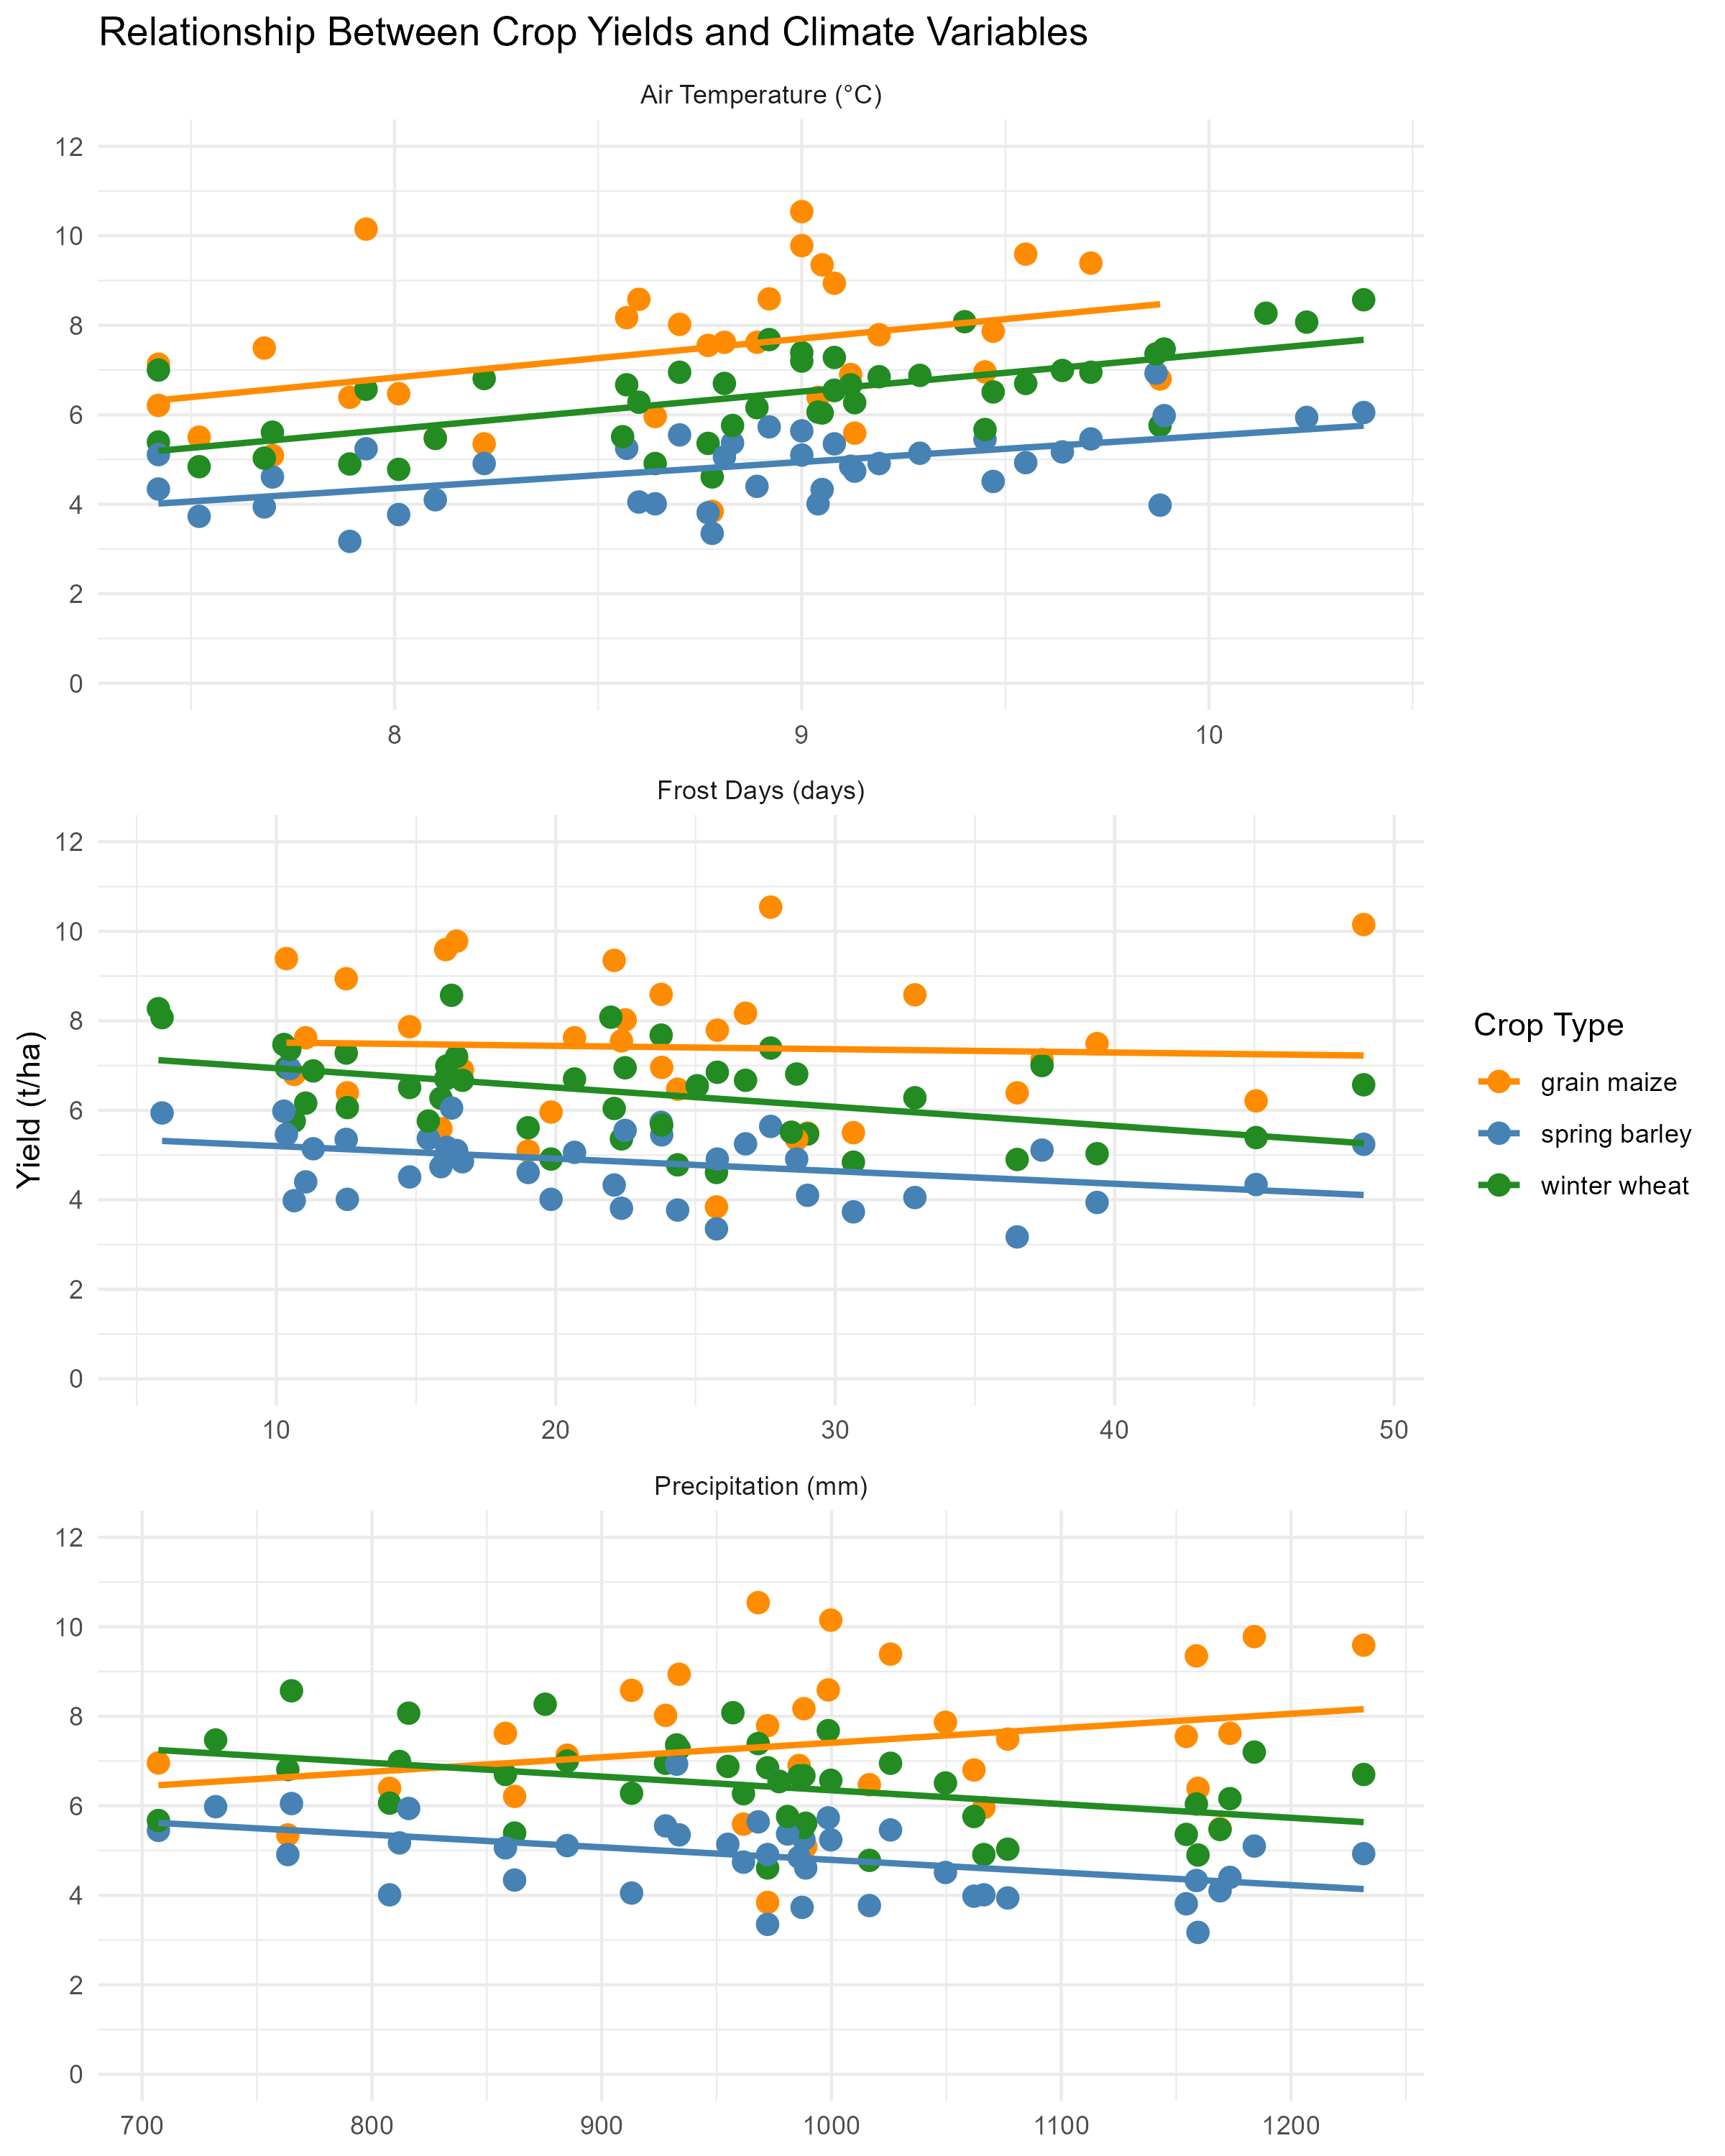 Relationship Between Crop Yields and Climate Variables
Air Temperature (°C)
12
10
8
6
4
2
0
8 9 10
Frost Days (days)
12
10
8
6
4
2
0
10 20 30 40 50
Precipitation (mm)
12
10
8
6
4
2
0
700 800 900 1000 1100 1200
Yield (t/ha)
Crop Type
grain maize
spring barley
winter wheat